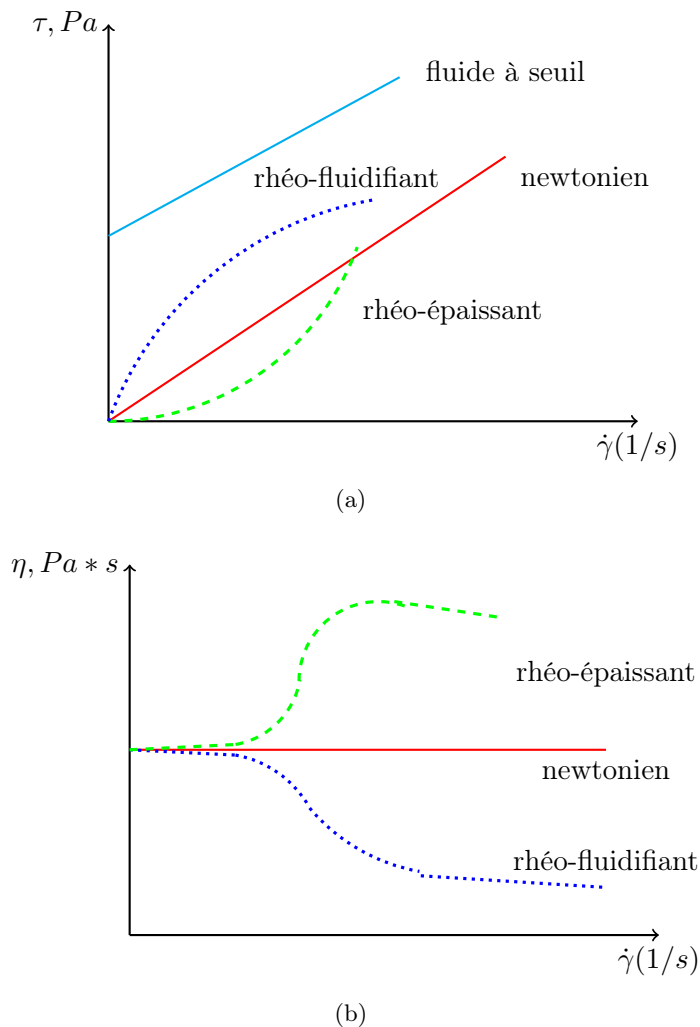 τ, Pa
fluide à seuil
rhéo-fluidifiant
newtonien
rhéo-épaissant
γ̇(1/s)
(a)
η, Pa ∗ s
rhéo-épaissant
newtonien
rhéo-fluidifiant
γ̇(1/s)
(b)